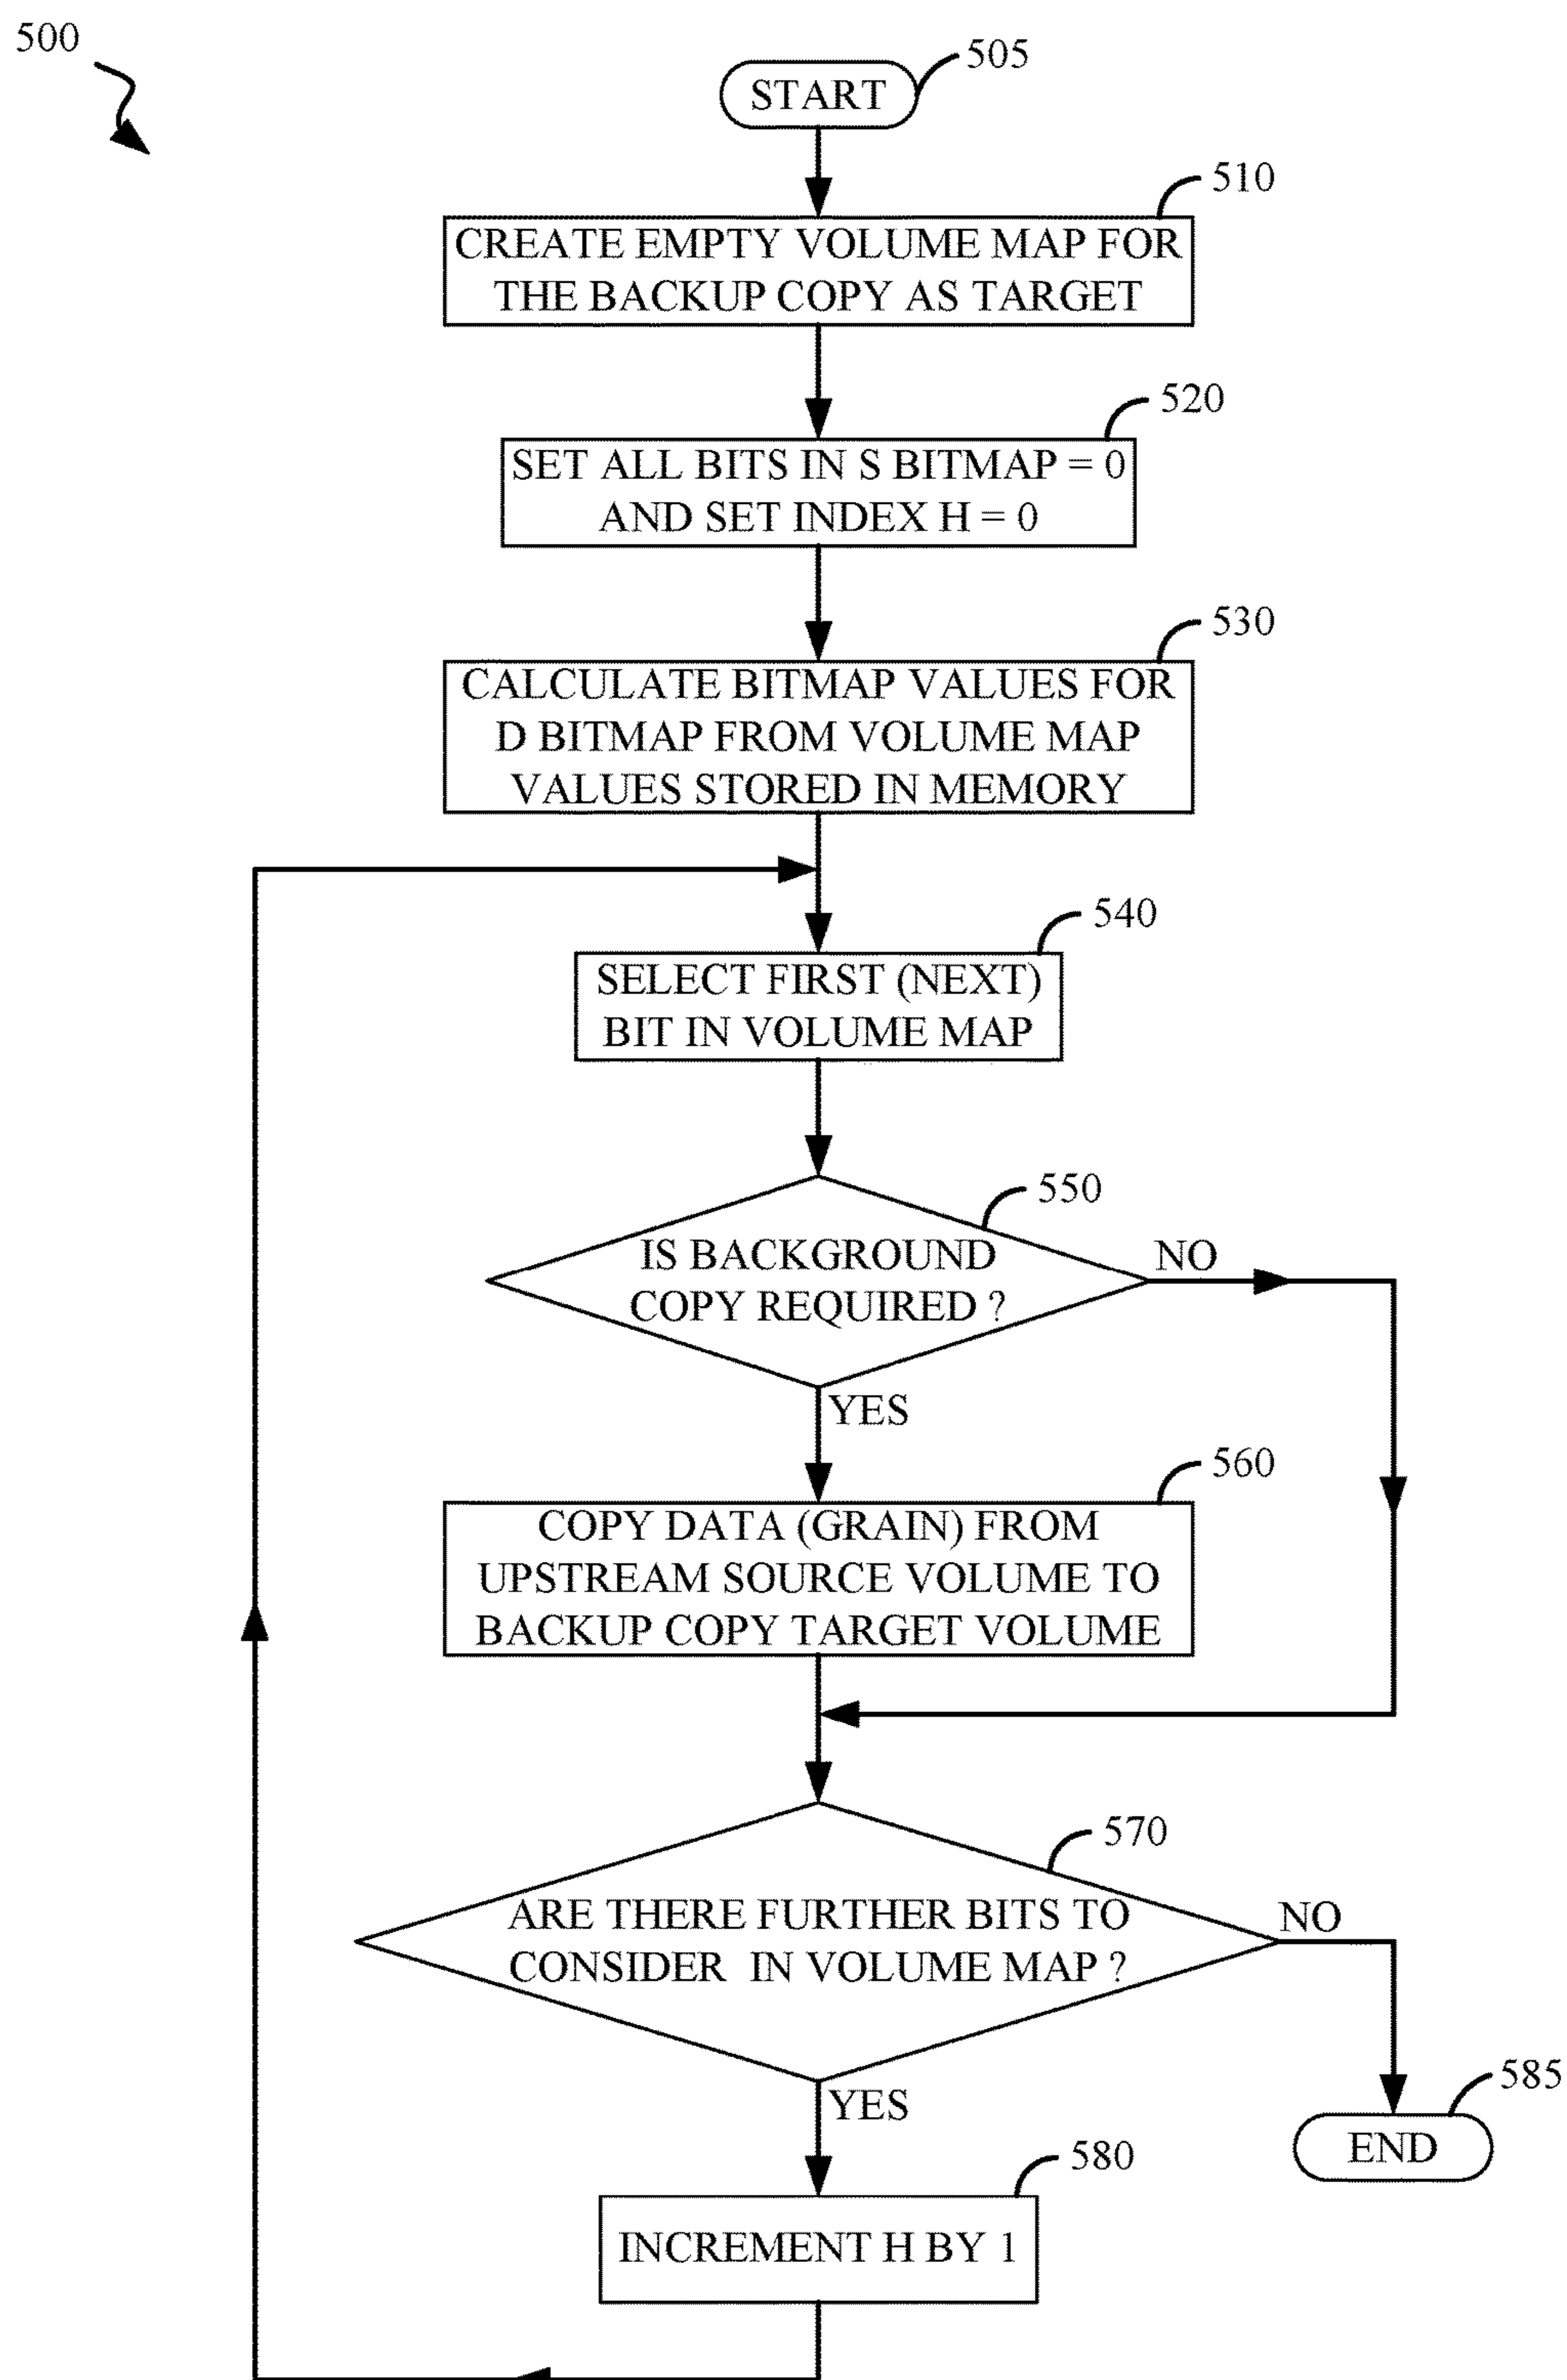 500
START
505
510
CREATE EMPTY VOLUME MAP FOR
THE BACKUP COPY AS TARGET
520
SET ALL BITS IN S BITMAP = 0
AND SET INDEX H = 0
530
CALCULATE BITMAP VALUES FOR
D BITMAP FROM VOLUME MAP
VALUES STORED IN MEMORY
540
SELECT FIRST (NEXT)
BIT IN VOLUME MAP
550
IS BACKGROUND
COPY REQUIRED ?
NO
YES
560
COPY DATA (GRAIN) FROM
UPSTREAM SOURCE VOLUME TO
BACKUP COPY TARGET VOLUME
570
ARE THERE FURTHER BITS TO
CONSIDER  IN VOLUME MAP ?
NO
YES
585
END
580
INCREMENT H BY 1